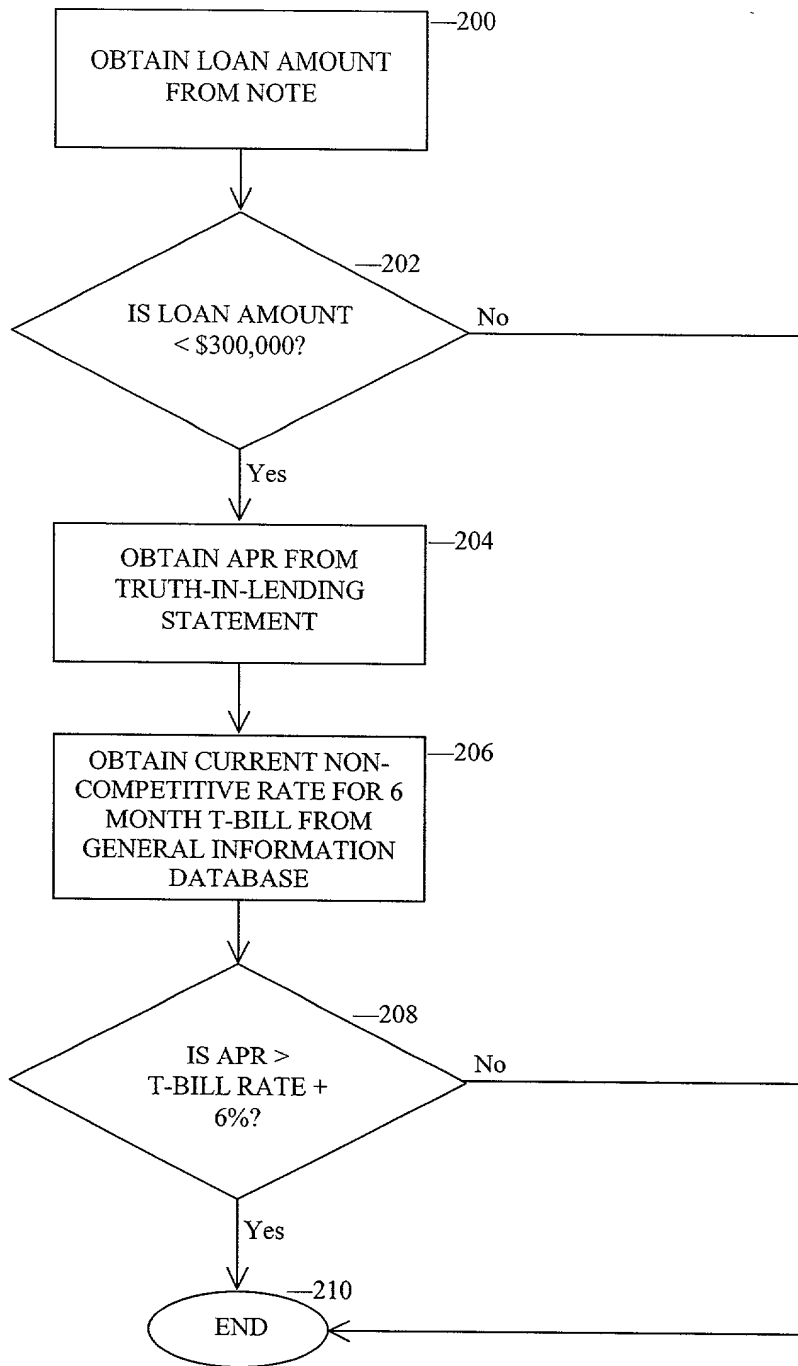 200
OBTAIN LOAN AMOUNT
FROM NOTE
202
IS LOAN AMOUNT
< $300,000?
No
Yes
204
OBTAIN APR FROM
TRUTH-IN-LENDING
STATEMENT
206
OBTAIN CURRENT NON-
COMPETITIVE RATE FOR 6
MONTH T-BILL FROM
GENERAL INFORMATION
DATABASE
208
IS APR >
T-BILL RATE +
6%?
No
Yes
210
END